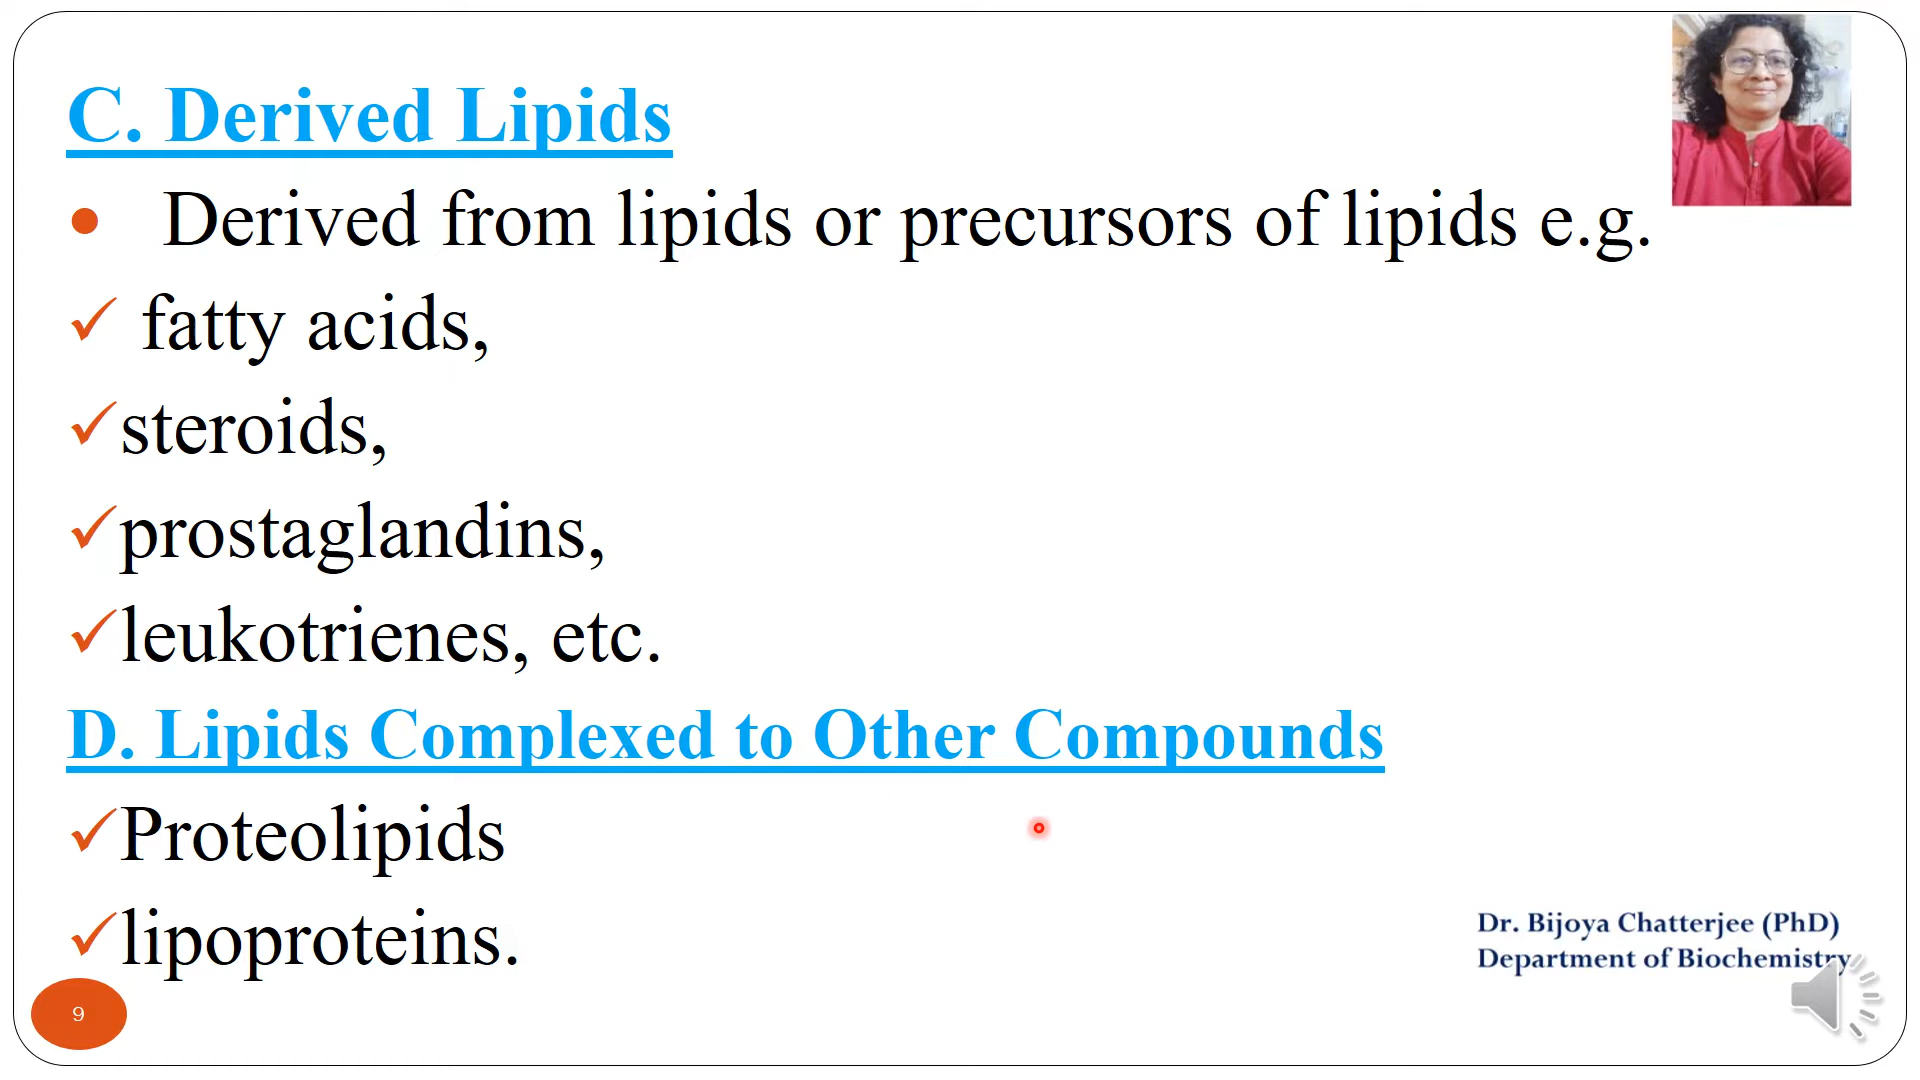 C. Derived Lipids
• Derived from lipids or precursors of lipids e.g.
✓ fatty acids,
✓ steroids,
✓ prostaglandins,
✓ leukotrienes, etc.
D. Lipids Complexed to Other Compounds
✓ Proteolipids
✓ lipoproteins.
Dr. Bijoya Chatterjee (PhD)
Department of Biochemistry
9